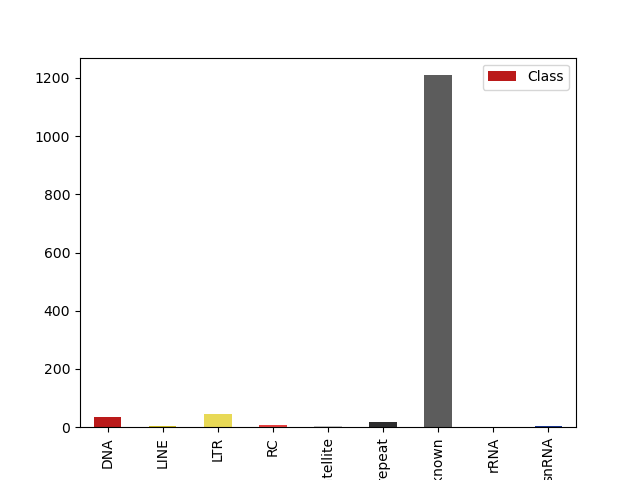 1200
1000
800
600
400
200
0
Class
DNA
LINE
LTR
RC
tellite
repeat
known
rRNA
snRNA